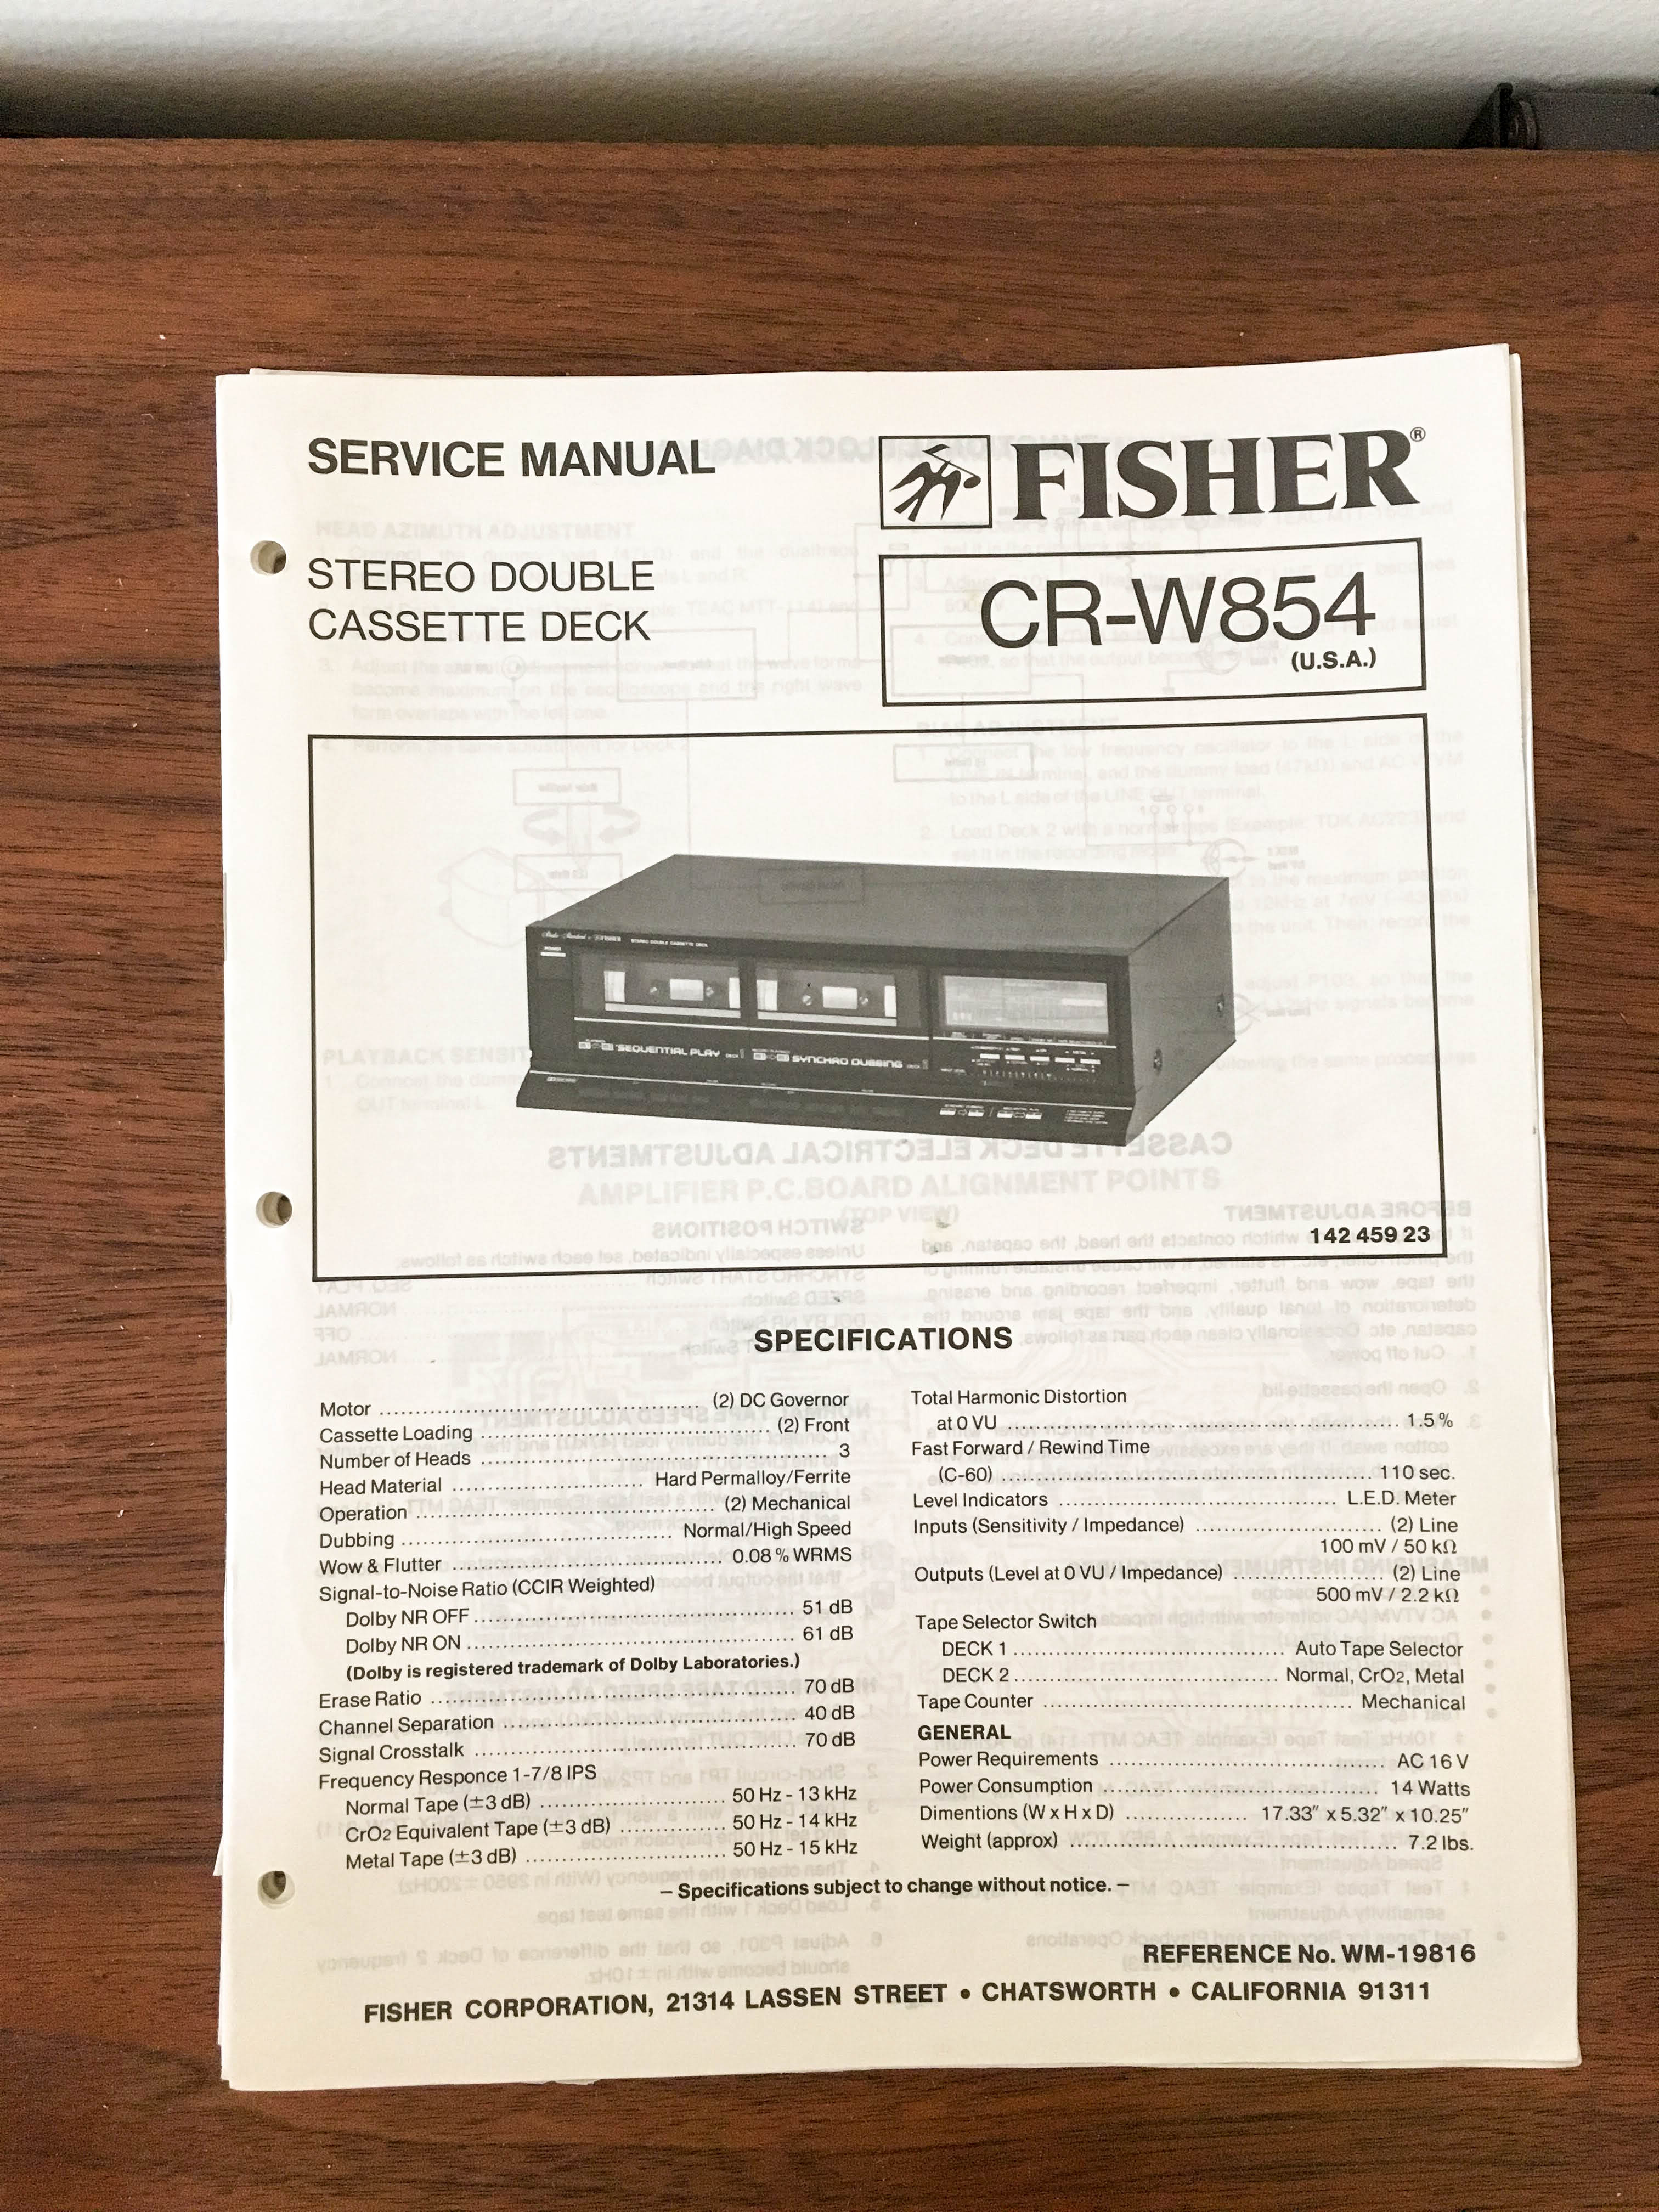 SERVICE MANUAL
FISHER®
STEREO DOUBLE
CASSETTE DECK
CR-W854
(U.S.A.)
STEREO DOUBLE CASSETTE DECK
POWER
SEQUENTIAL PLAY
SYNCHRO DUBBING
142 459 23
SPECIFICATIONS
Motor ........ (2) DC Governor
Cassette Loading ........ (2) Front
Number of Heads ........ 3
Head Material ........ Hard Permalloy/Ferrite
Operation ........ (2) Mechanical
Dubbing ........ Normal/High Speed
Wow & Flutter ........ 0.08 % WRMS
Signal-to-Noise Ratio (CCIR Weighted)
Dolby NR OFF ........ 51 dB
Dolby NR ON ........ 61 dB
(Dolby is registered trademark of Dolby Laboratories.)
Erase Ratio ........ 70 dB
Channel Separation ........ 40 dB
Signal Crosstalk ........ 70 dB
Frequency Responce 1-7/8 IPS
Normal Tape (±3 dB) ........ 50 Hz - 13 kHz
CrO2 Equivalent Tape (±3 dB) ........ 50 Hz - 14 kHz
Metal Tape (±3 dB) ........ 50 Hz - 15 kHz
Total Harmonic Distortion
at 0 VU ........ 1.5 %
Fast Forward / Rewind Time
(C-60) ........ 110 sec.
Level Indicators ........ L.E.D. Meter
Inputs (Sensitivity / Impedance) ........ (2) Line
100 mV / 50 kΩ
Outputs (Level at 0 VU / Impedance) ........ (2) Line
500 mV / 2.2 kΩ
Tape Selector Switch
DECK 1 ........ Auto Tape Selector
DECK 2 ........ Normal, CrO2, Metal
Tape Counter ........ Mechanical
GENERAL
Power Requirements ........ AC 16 V
Power Consumption ........ 14 Watts
Dimentions (W x H x D) ........ 17.33″ x 5.32″ x 10.25″
Weight (approx) ........ 7.2 lbs.
– Specifications subject to change without notice. –
REFERENCE No. WM-19816
FISHER CORPORATION, 21314 LASSEN STREET • CHATSWORTH • CALIFORNIA 91311